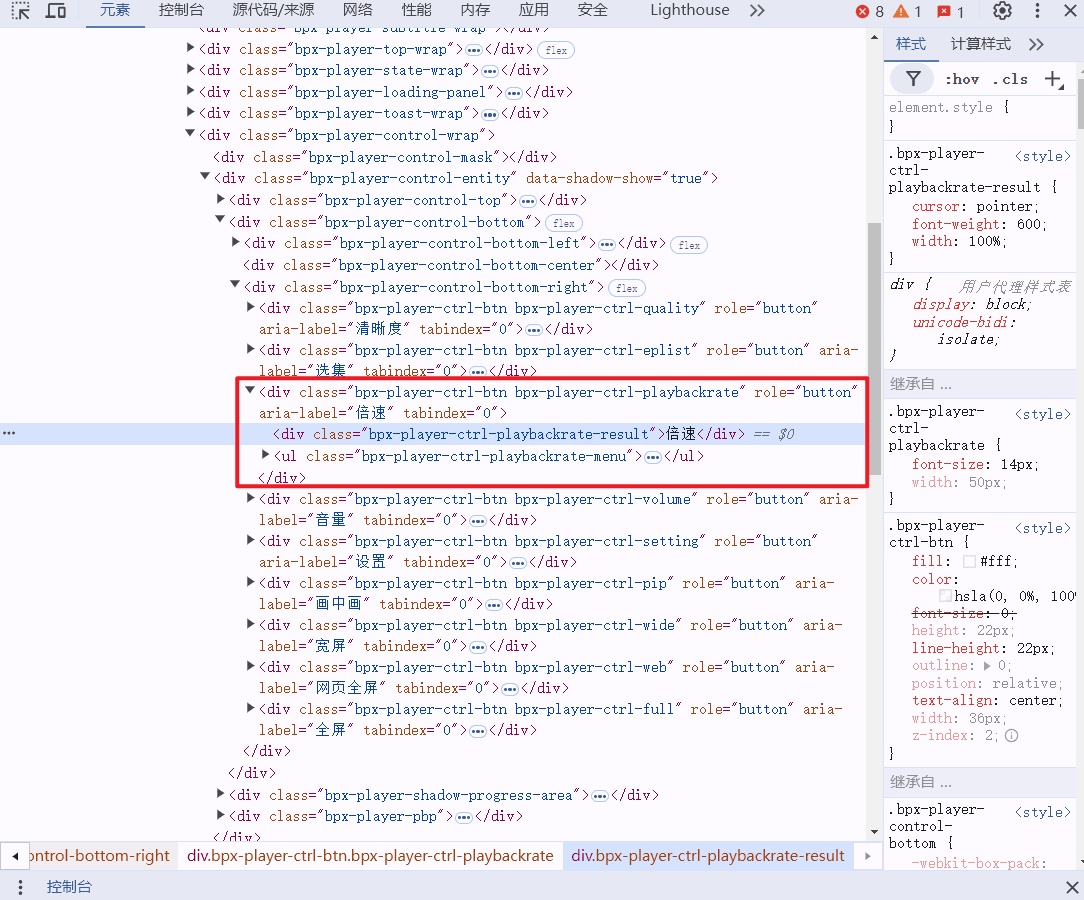 元素 控制台 源代码/来源 网络 性能 内存 应用 安全 Lighthouse 8 1 1
<div class="bpx-player-subtitle-wrap"></div>
<div class="bpx-player-top-wrap">…</div> flex
<div class="bpx-player-state-wrap">…</div>
<div class="bpx-player-loading-panel">…</div>
<div class="bpx-player-toast-wrap">…</div>
<div class="bpx-player-control-wrap">
<div class="bpx-player-control-mask"></div>
<div class="bpx-player-control-entity" data-shadow-show="true">
<div class="bpx-player-control-top">…</div>
<div class="bpx-player-control-bottom"> flex
<div class="bpx-player-control-bottom-left">…</div> flex
<div class="bpx-player-control-bottom-center"></div>
<div class="bpx-player-control-bottom-right"> flex
<div class="bpx-player-ctrl-btn bpx-player-ctrl-quality" role="button"
aria-label="清晰度" tabindex="0">…</div>
<div class="bpx-player-ctrl-btn bpx-player-ctrl-eplist" role="button" aria-
label="选集" tabindex="0">…</div>
<div class="bpx-player-ctrl-btn bpx-player-ctrl-playbackrate" role="button"
aria-label="倍速" tabindex="0">
… <div class="bpx-player-ctrl-playbackrate-result">倍速</div> == $0
<ul class="bpx-player-ctrl-playbackrate-menu">…</ul>
</div>
<div class="bpx-player-ctrl-btn bpx-player-ctrl-volume" role="button" aria-
label="音量" tabindex="0">…</div>
<div class="bpx-player-ctrl-btn bpx-player-ctrl-setting" role="button"
aria-label="设置" tabindex="0">…</div>
<div class="bpx-player-ctrl-btn bpx-player-ctrl-pip" role="button" aria-
label="画中画" tabindex="0">…</div>
<div class="bpx-player-ctrl-btn bpx-player-ctrl-wide" role="button" aria-
label="宽屏" tabindex="0">…</div>
<div class="bpx-player-ctrl-btn bpx-player-ctrl-web" role="button" aria-
label="网页全屏" tabindex="0">…</div>
<div class="bpx-player-ctrl-btn bpx-player-ctrl-full" role="button" aria-
label="全屏" tabindex="0">…</div>
</div>
</div>
<div class="bpx-player-shadow-progress-area">…</div>
<div class="bpx-player-pbp">…</div>
</div>
ontrol-bottom-right div.bpx-player-ctrl-btn.bpx-player-ctrl-playbackrate div.bpx-player-ctrl-playbackrate-result
控制台
样式 计算样式
:hov .cls
element.style {
}
.bpx-player- <style>
ctrl-
playbackrate-result {
cursor: pointer;
font-weight: 600;
width: 100%;
}
div { 用户代理样式表
display: block;
unicode-bidi:
isolate;
}
继承自 ...
.bpx-player- <style>
ctrl-
playbackrate {
font-size: 14px;
width: 50px;
}
.bpx-player- <style>
ctrl-btn {
fill: #fff;
color:
hsla(0, 0%, 100%
font-size: 0;
height: 22px;
line-height: 22px;
outline: 0;
position: relative;
text-align: center;
width: 36px;
z-index: 2;
}
继承自 ...
.bpx-player- <style>
control-
bottom {
-webkit-box-pack: